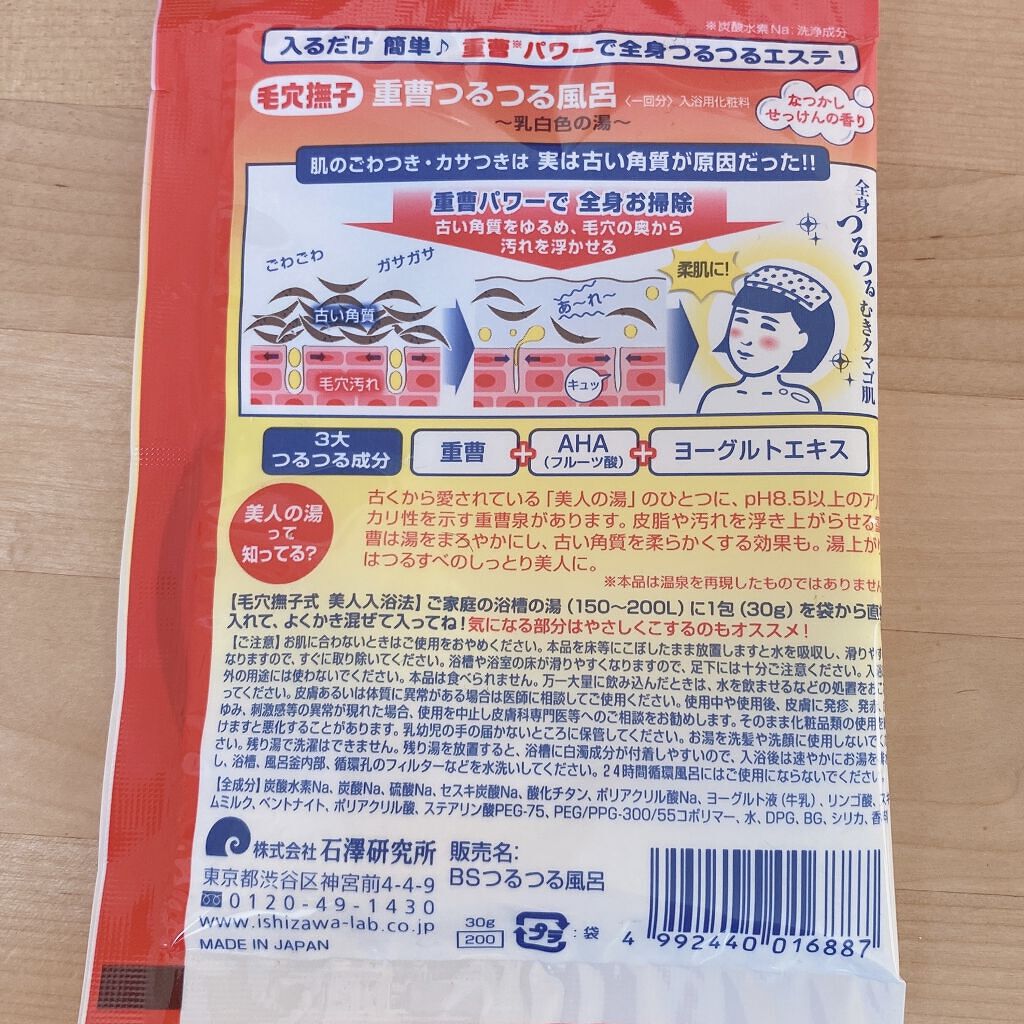 ※炭酸水素Na:洗浄成分
入るだけ 簡単♪ 重曹※パワーで全身つるつるエステ!
毛穴撫子 重曹つるつる風呂〈一回分〉入浴用化粧料
~乳白色の湯~
なつかし
せっけんの香り
肌のごわつき・カサつきは 実は古い角質が原因だった!!
重曹パワーで 全身お掃除
古い角質をゆるめ、毛穴の奥から
汚れを浮かせる
ごわごわ
ガサガサ
古い角質
毛穴汚れ
あ~れ~
キュッ
柔肌に!
全身つるつるむきタマゴ肌
3大
つるつる成分
重曹 + AHA
(フルーツ酸)
+ ヨーグルトエキス
美人の湯
って
知ってる?
古くから愛されている「美人の湯」のひとつに、pH8.5以上のアル
カリ性を示す重曹泉があります。皮脂や汚れを浮き上がらせる重
曹は湯をまろやかにし、古い角質を柔らかくする効果も。湯上がり
はつるすべのしっとり美人に。
※本品は温泉を再現したものではありません
【毛穴撫子式 美人入浴法】ご家庭の浴槽の湯(150~200L)に1包(30g)を袋から直接
入れて、よくかき混ぜて入ってね!気になる部分はやさしくこするのもオススメ!
【ご注意】お肌に合わないときはご使用をおやめください。本品を床等にこぼしたまま放置しますと水を吸収し、滑りやす
なりますので、すぐに取り除いてください。浴槽や浴室の床が滑りやすくなりますので、足下には十分ご注意ください。入浴
外の用途には使わないでください。本品は食べられません。万一大量に飲み込んだときは、水を飲ませるなどの処置をおこ
ってください。皮膚あるいは体質に異常がある場合は医師に相談してご使用ください。使用中や使用後、皮膚に発疹、発赤、
ゆみ、刺激感等の異常が現れた場合、使用を中止し皮膚科専門医等へのご相談をお勧めします。そのまま化粧品類の使用を
けますと悪化することがあります。乳幼児の手の届かないところに保管してください。お湯を洗髪や洗顔に使用しないでく
さい。残り湯で洗濯はできません。残り湯を放置すると、浴槽に白濁成分が付着しやすいので、入浴後は速やかにお湯を
し、浴槽、風呂釜内部、循環孔のフィルターなどを水洗いしてください。24時間循環風呂にはご使用にならないでください。
【全成分】炭酸水素Na、炭酸Na、硫酸Na、セスキ炭酸Na、酸化チタン、ポリアクリル酸Na、ヨーグルト液(牛乳)、リンゴ酸、スキ
ムミルク、ベントナイト、ポリアクリル酸、ステアリン酸PEG-75、PEG/PPG-300/55コポリマー、水、DPG、BG、シリカ、香料
株式会社 石澤研究所
東京都渋谷区神宮前4-4-9
0120-49-1430
www.ishizawa-lab.co.jp
MADE IN JAPAN
販売名:
BSつるつる風呂
30g
200
プラ :袋
4 992440 016887